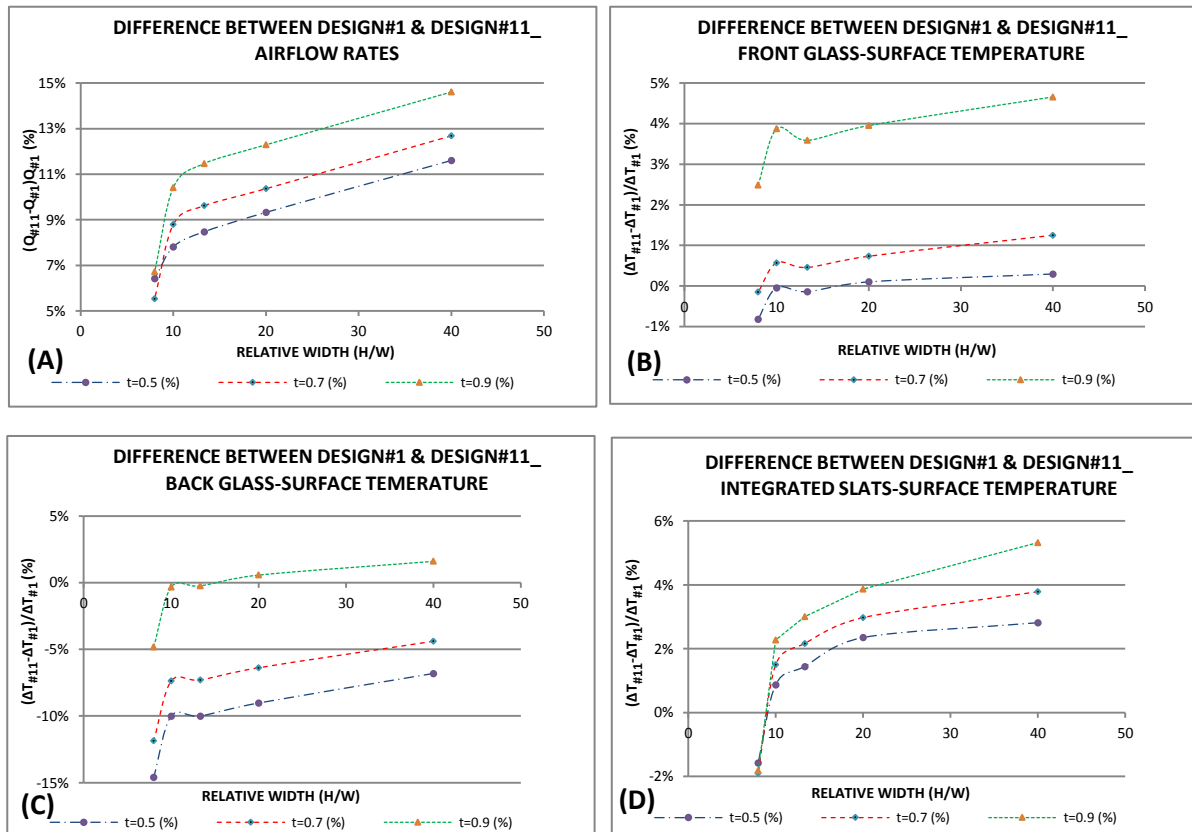 DIFFERENCE BETWEEN DESIGN#1 & DESIGN#11_
AIRFLOW RATES
15%
13%
11%
9%
7%
5%
(Q#11-Q#1)Q#1 (%)
0 10 20 30 40 50
RELATIVE WIDTH (H/W)
(A)
t=0.5 (%) t=0.7 (%) t=0.9 (%)
DIFFERENCE BETWEEN DESIGN#1 & DESIGN#11_
FRONT GLASS-SURFACE TEMPERATURE
5%
4%
3%
2%
1%
0%
-1%
(ΔT#11-ΔT#1)/ΔT#1 (%)
0 10 20 30 40 50
RELATIVE WIDTH (H/W)
(B)
t=0.5 (%) t=0.7 (%) t=0.9 (%)
DIFFERENCE BETWEEN DESIGN#1 & DESIGN#11_
BACK GLASS-SURFACE TEMERATURE
5%
0%
-5%
-10%
-15%
(ΔT#11-ΔT#1)/ΔT#1 (%)
0 10 20 30 40 50
RELATIVE WIDTH (H/W)
(C)
t=0.5 (%) t=0.7 (%) t=0.9 (%)
DIFFERENCE BETWEEN DESIGN#1 & DESIGN#11_
INTEGRATED SLATS-SURFACE TEMPERATURE
6%
4%
2%
0%
-2%
(ΔT#11-ΔT#1)/ΔT#1 (%)
0 10 20 30 40 50
RELATIVE WIDTH (H/W)
(D)
t=0.5 (%) t=0.7 (%) t=0.9 (%)